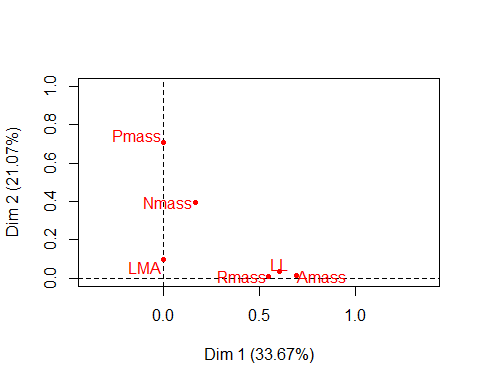 1.0
0.8
0.6
0.4
0.2
0.0
Dim 2 (21.07%)
Pmass
Nmass
LMA
LL
Rmass
Amass
0.0
0.5
1.0
Dim 1 (33.67%)